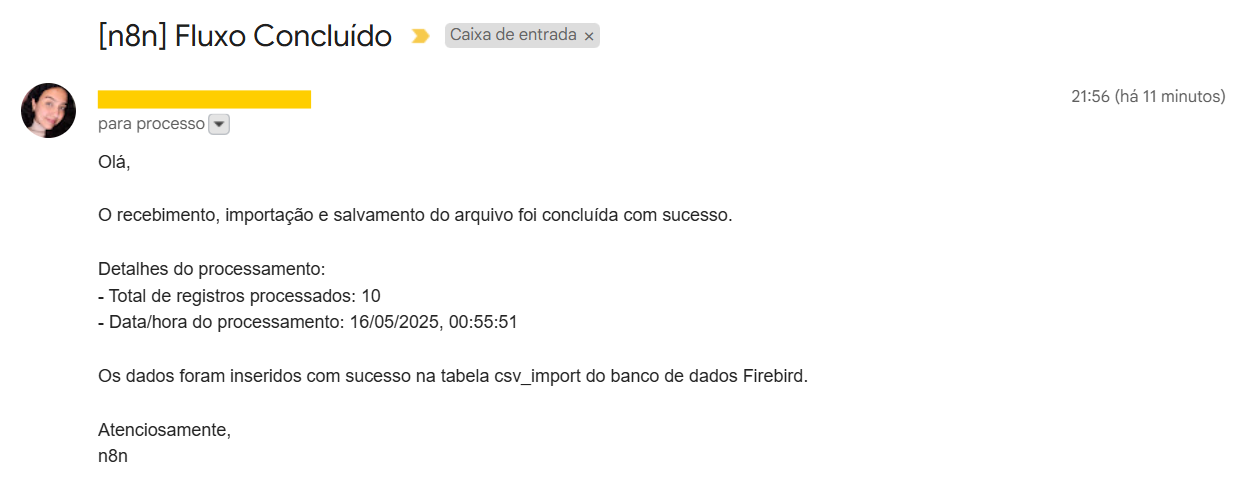 [n8n] Fluxo Concluído Caixa de entrada ×
21:56 (há 11 minutos)
para processo
Olá,
O recebimento, importação e salvamento do arquivo foi concluída com sucesso.
Detalhes do processamento:
- Total de registros processados: 10
- Data/hora do processamento: 16/05/2025, 00:55:51
Os dados foram inseridos com sucesso na tabela csv_import do banco de dados Firebird.
Atenciosamente,
n8n